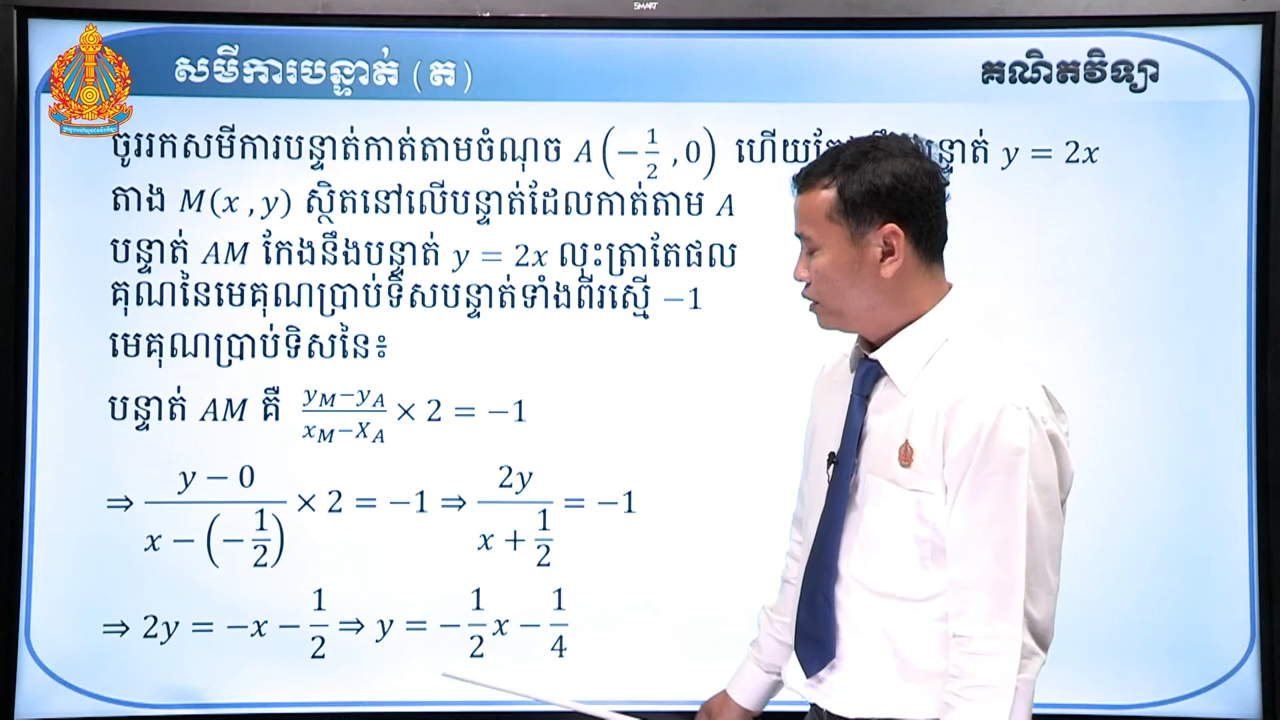 SMART
សមីការបន្ទាត់ (ត)
គណិតវិទ្យា
ចូររកសមីការបន្ទាត់កាត់តាមចំណុច A(−1/2 ,0) ហើយ y = 2x
តាង M(x , y) ស្ថិតនៅលើបន្ទាត់ដែលកាត់តាម A
បន្ទាត់ AM កែងនឹងបន្ទាត់ y = 2x លុះត្រាតែផល
គុណនៃមេគុណប្រាប់ទិសបន្ទាត់ទាំងពីរស្មើ −1
មេគុណប្រាប់ទិសនៃ៖
បន្ទាត់ AM គឺ (y_M−y_A)/(x_M−X_A) × 2 = −1
⇒ (y − 0)/(x − (−1/2)) × 2 = −1 ⇒ 2y/(x + 1/2) = −1
⇒ 2y = −x − 1/2 ⇒ y = −1/2 x − 1/4